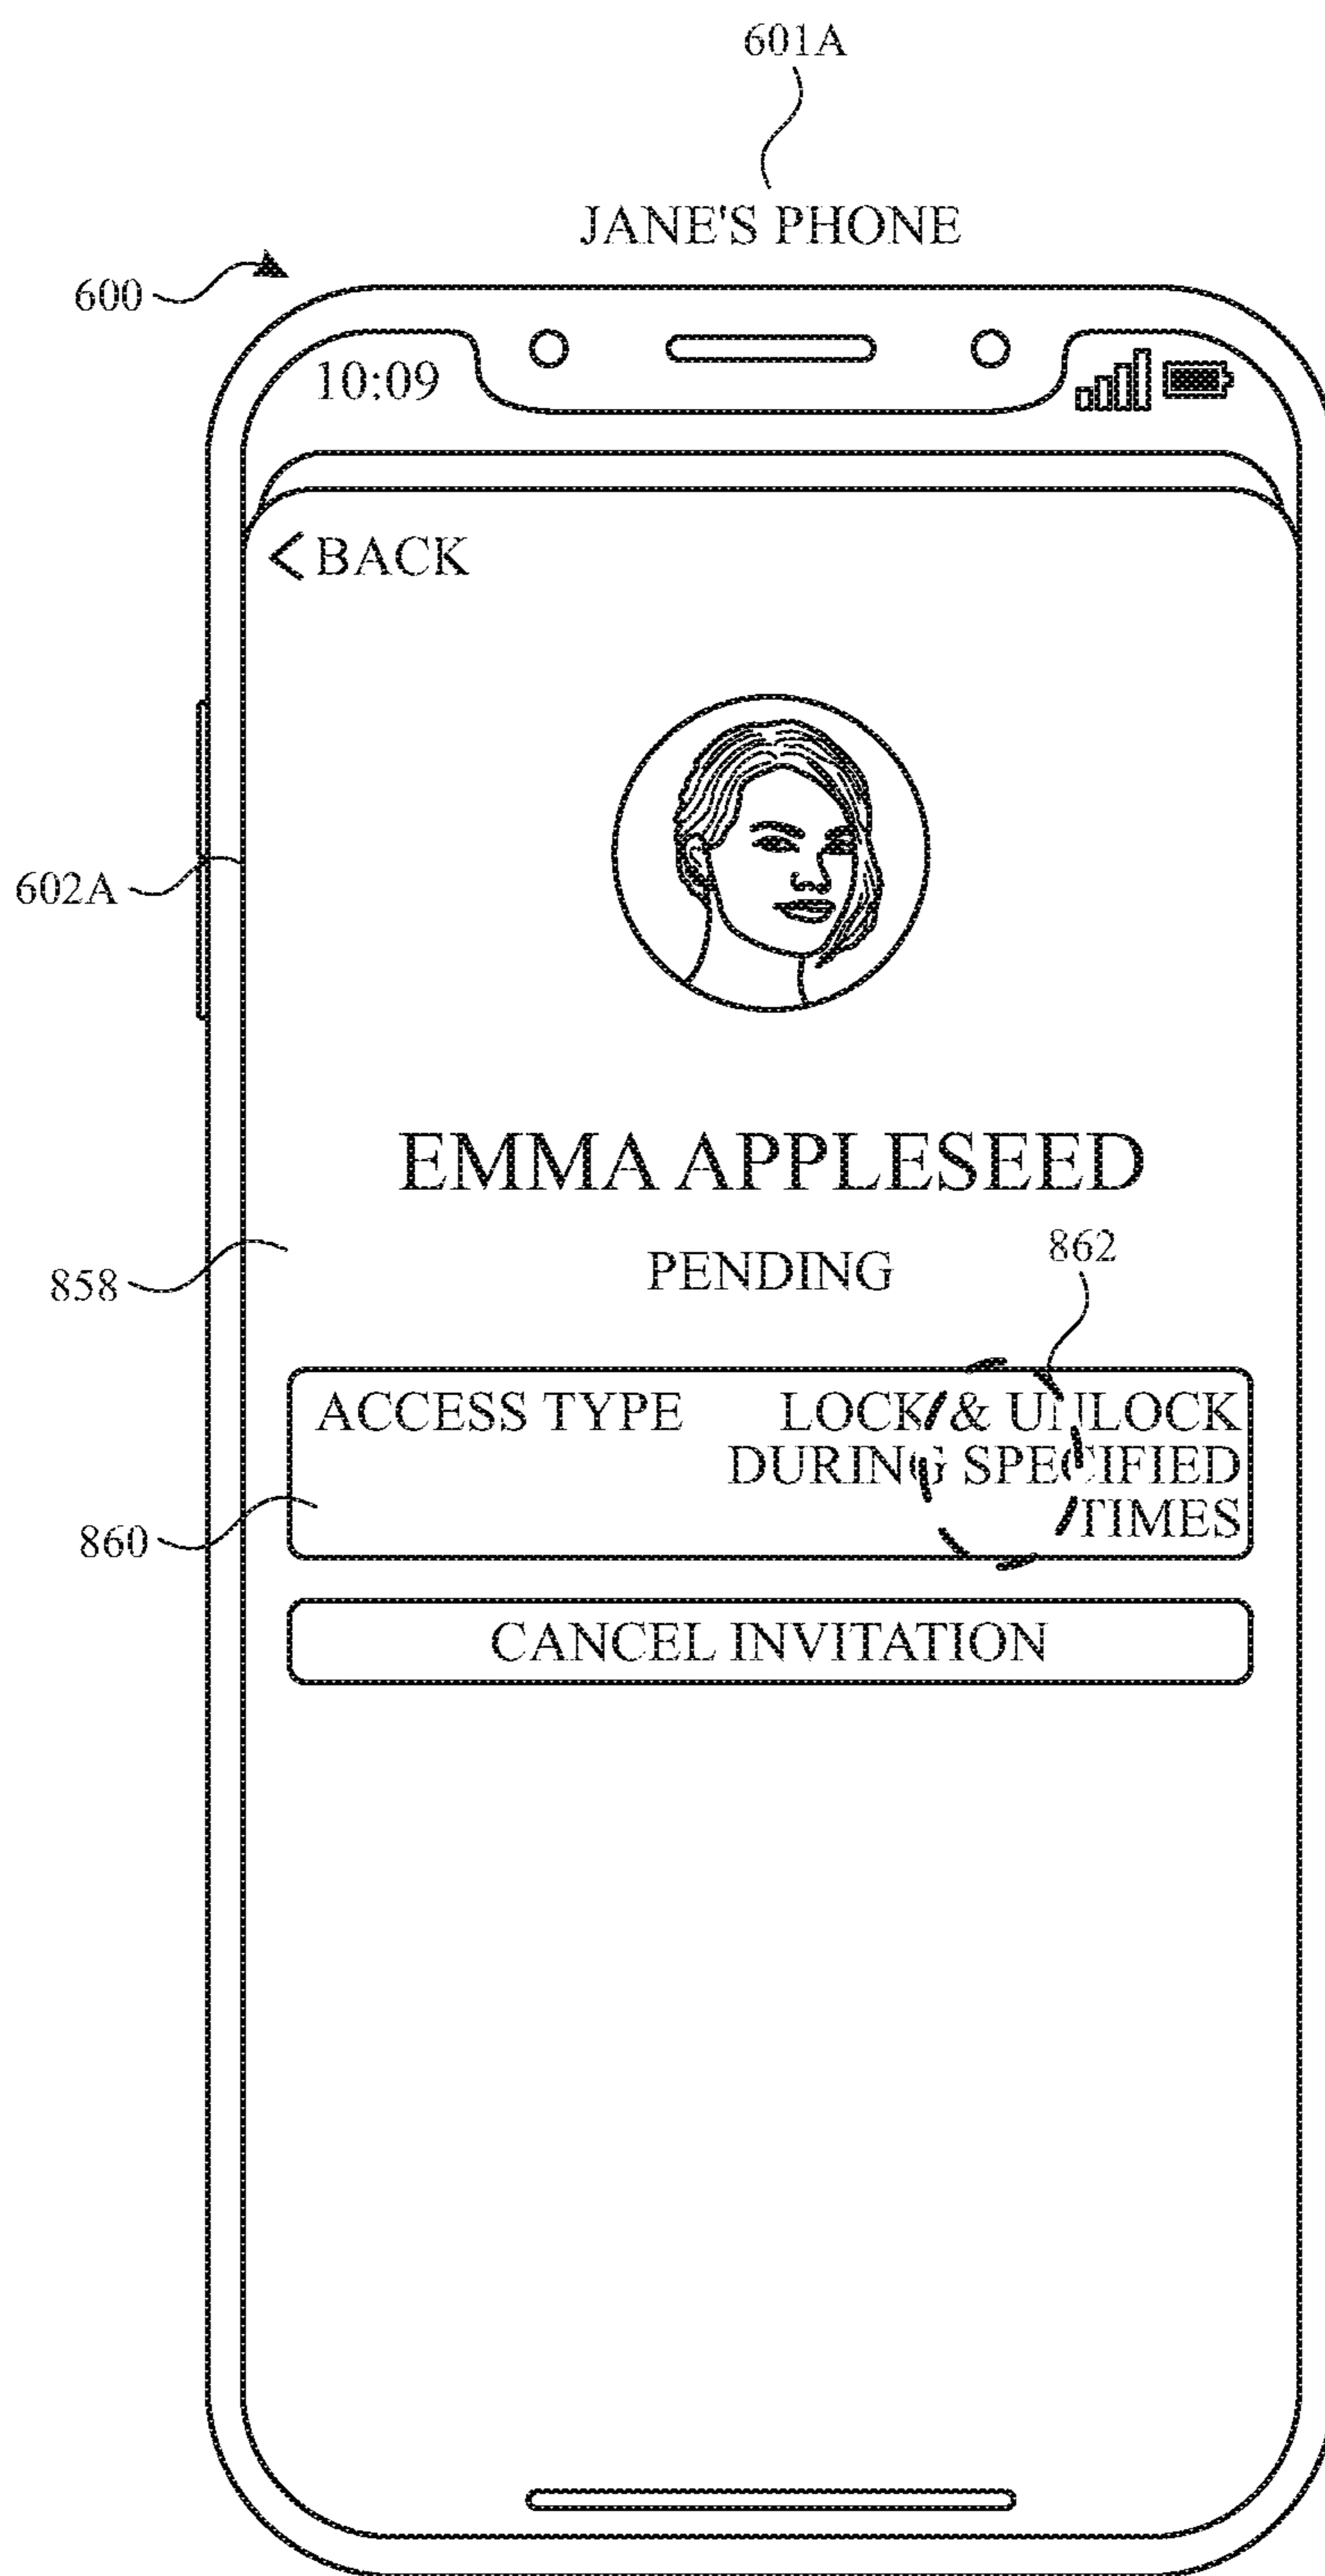 601A
JANE'S PHONE
600
10:09
< BACK
602A
EMMA APPLESEED
858
PENDING
862
ACCESS TYPE LOCK & UNLOCK
DURING SPECIFIED
TIMES
860
CANCEL INVITATION